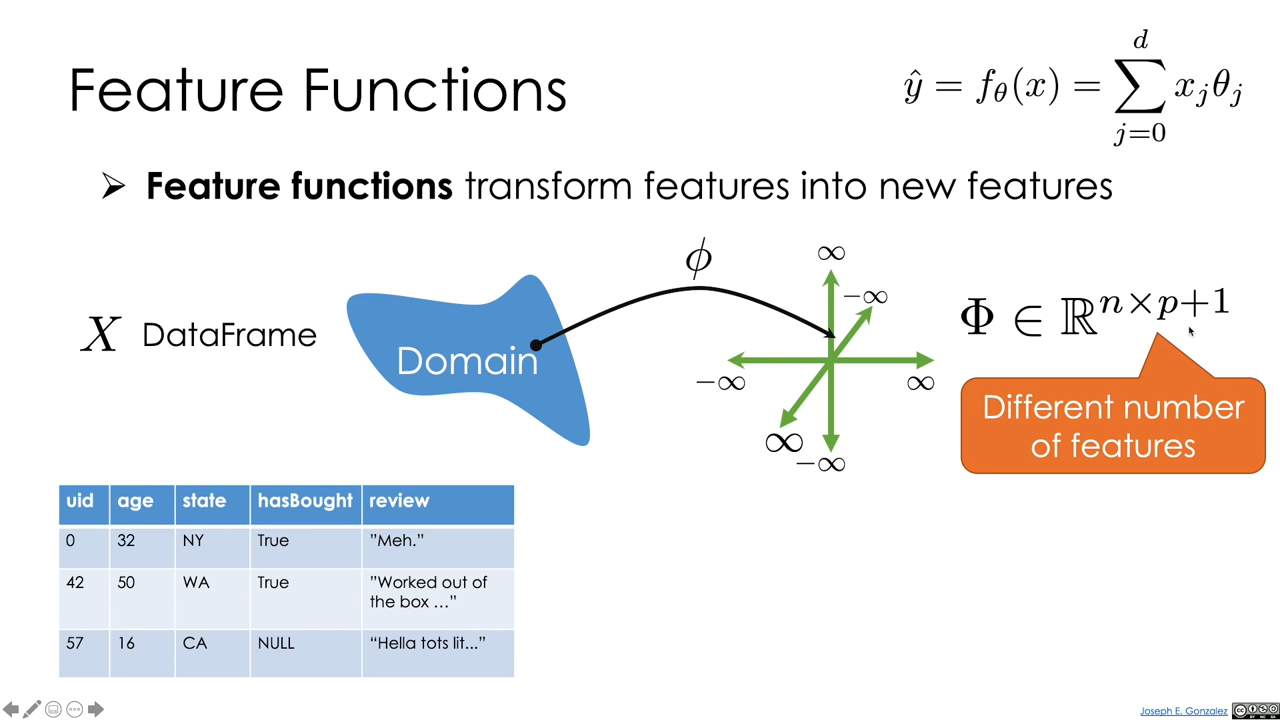 Feature Functions
ŷ = f_θ(x) = ∑_{j=0}^{d} x_j θ_j
➢ Feature functions transform features into new features
X DataFrame
Domain
ϕ
∞
−∞
−∞
∞
∞
−∞
Φ ∈ ℝ^{n×p+1}
Different number
of features
uid age state hasBought review
0 32 NY True ”Meh.”
42 50 WA True ”Worked out of
the box …”
57 16 CA NULL “Hella tots lit...”
Joseph E. Gonzalez